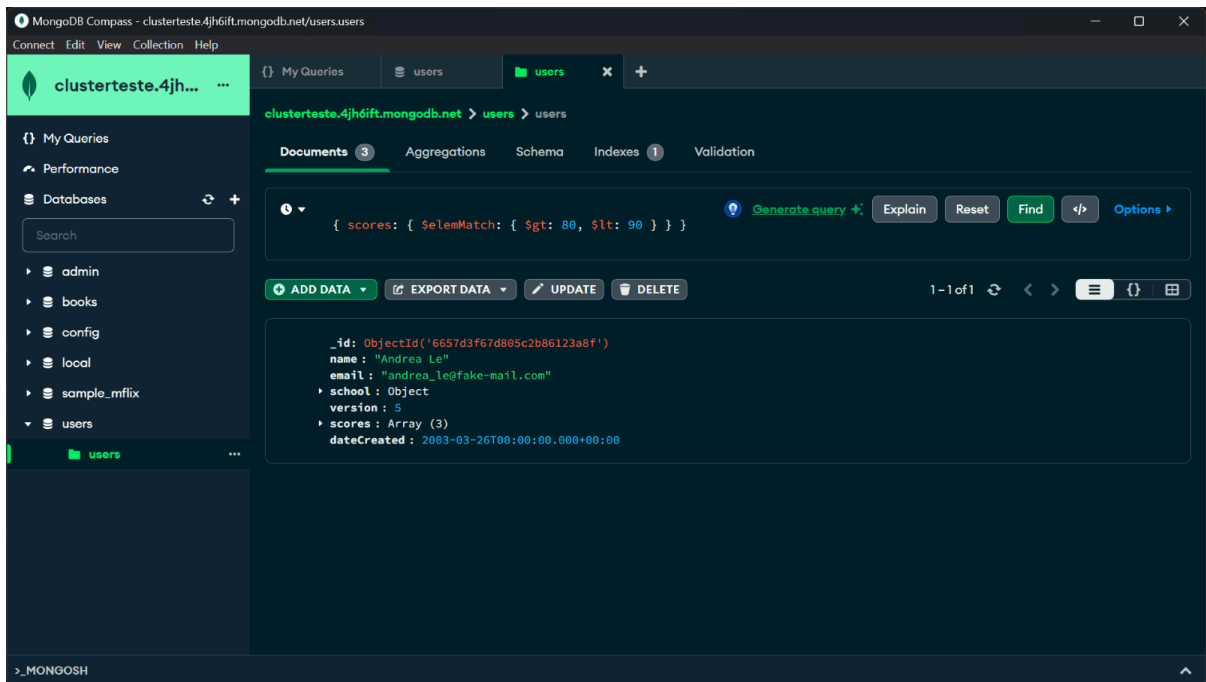 MongoDB Compass - clusterteste.4jh6ift.mongodb.net/users.users
Connect Edit View Collection Help
clusterteste.4jh... ...
{} My Queries
Performance
Databases
Search
admin
books
config
local
sample_mflix
users
users ...
{} My Queries users users × +
clusterteste.4jh6ift.mongodb.net > users > users
Documents 3 Aggregations Schema Indexes 1 Validation
Generate query Explain Reset Find </> Options
{ scores: { $elemMatch: { $gt: 80, $lt: 90 } } }
ADD DATA EXPORT DATA UPDATE DELETE 1–1 of 1 < > {}
_id: ObjectId('6657d3f67d805c2b86123a8f')
name : "Andrea Le"
email : "andrea_le@fake-mail.com"
school : Object
version : 5
scores : Array (3)
dateCreated : 2003-03-26T00:00:00.000+00:00
>_MONGOSH